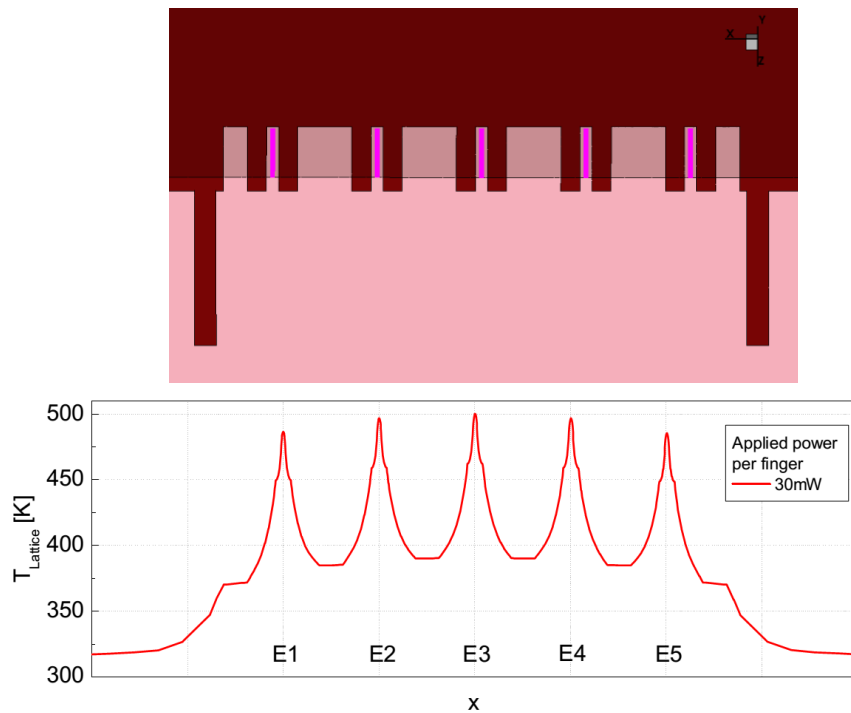 Y
X
Z
500
450
400
350
300
T_Lattice [K]
Applied power
per finger
30mW
E1 E2 E3 E4 E5
x